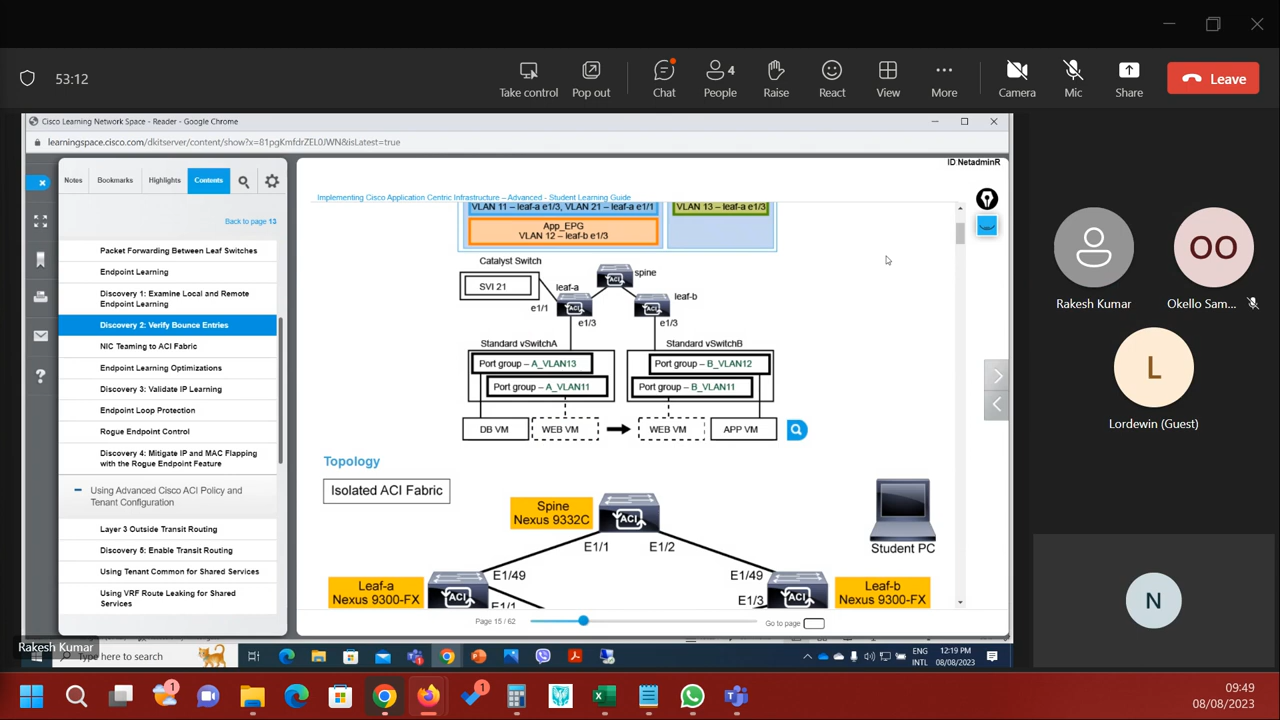 53:12
Take control
Pop out
Chat
4
People
Raise
React
View
More
Camera
Mic
Share
Leave
Cisco Learning Network Space - Reader - Google Chrome
learningspace.cisco.com/dkitserver/content/show?x=81pgKmfdrZEL0JWN&isLatest=true
ID NetadminR
Notes
Bookmarks
Highlights
Contents
Back to page 13
Packet Forwarding Between Leaf Switches
Endpoint Learning
Discovery 1: Examine Local and Remote
Endpoint Learning
Discovery 2: Verify Bounce Entries
NIC Teaming to ACI Fabric
Endpoint Learning Optimizations
Discovery 3: Validate IP Learning
Endpoint Loop Protection
Rogue Endpoint Control
Discovery 4: Mitigate IP and MAC Flapping
with the Rogue Endpoint Feature
Using Advanced Cisco ACI Policy and
Tenant Configuration
Layer 3 Outside Transit Routing
Discovery 5: Enable Transit Routing
Using Tenant Common for Shared Services
Using VRF Route Leaking for Shared
Services
Implementing Cisco Application Centric Infrastructure – Advanced - Student Learning Guide
VLAN 11 – leaf-a e1/3, VLAN 21 – leaf-a e1/1
VLAN 13 – leaf-a e1/3
App_EPG
VLAN 12 – leaf-b e1/3
Catalyst Switch
SVI 21
spine
leaf-a
leaf-b
ACI
ACI
ACI
e1/1
e1/3
e1/3
Standard vSwitchA
Standard vSwitchB
Port group – A_VLAN13
Port group – B_VLAN12
Port group – A_VLAN11
Port group – B_VLAN11
DB VM
WEB VM
WEB VM
APP VM
Topology
Isolated ACI Fabric
Spine
Nexus 9332C
ACI
E1/1
E1/2
Student PC
E1/49
E1/49
Leaf-a
Nexus 9300-FX
ACI
E1/1
E1/3
ACI
Leaf-b
Nexus 9300-FX
Page 15 / 62
Go to page
Rakesh Kumar
OO
Okello Sam...
L
Lordewin (Guest)
N
Rakesh Kumar
Type here to search
ENG
INTL
12:19 PM
08/08/2023
1
1
09:49
08/08/2023